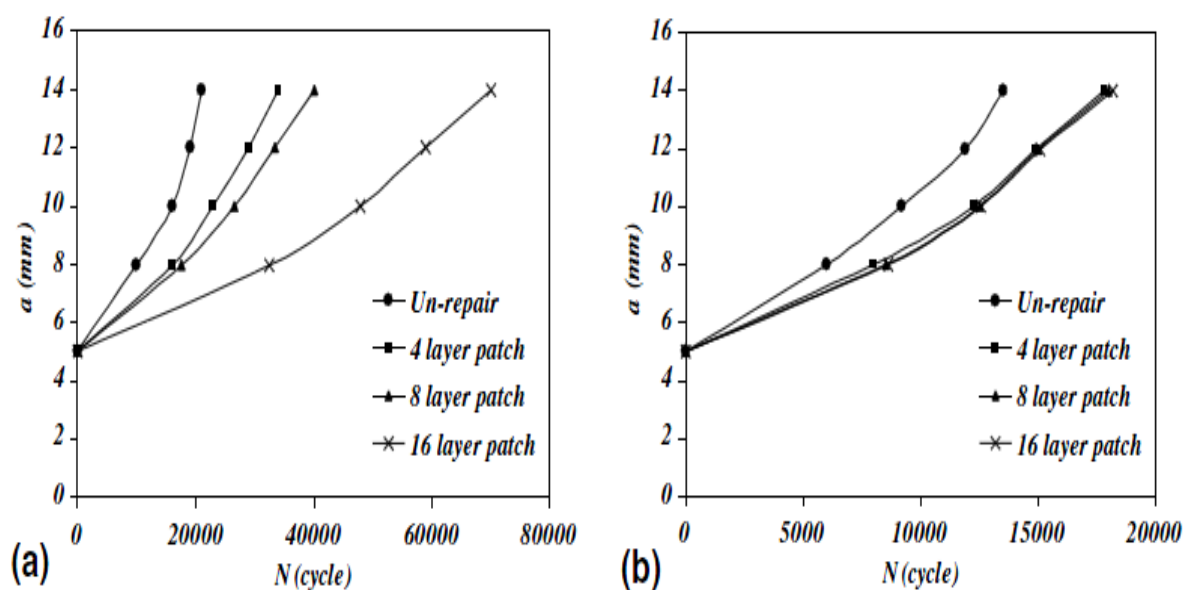 16
14
12
10
8
6
4
2
0
a (mm)
0 20000 40000 60000 80000
N (cycle)
Un-repair
4 layer patch
8 layer patch
16 layer patch
(a)
16
14
12
10
8
6
4
2
0
a (mm)
0 5000 10000 15000 20000
N (cycle)
Un-repair
4 layer patch
8 layer patch
16 layer patch
(b)